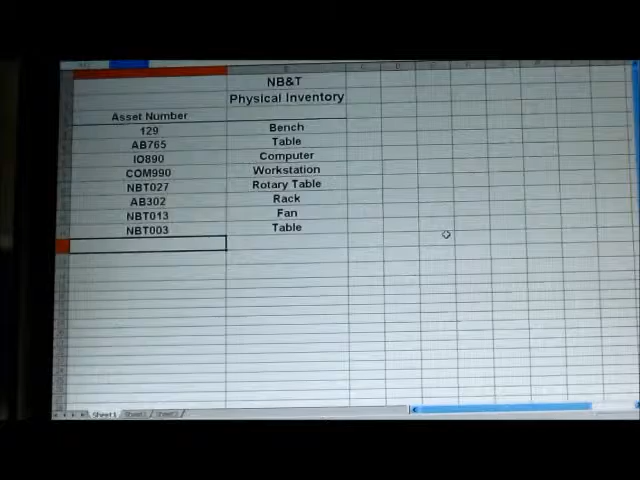 NB&T
Physical Inventory
Asset Number
129 Bench
AB765 Table
IO890 Computer
COM990 Workstation
NBT027 Rotary Table
AB302 Rack
NBT013 Fan
NBT003 Table
Sheet1